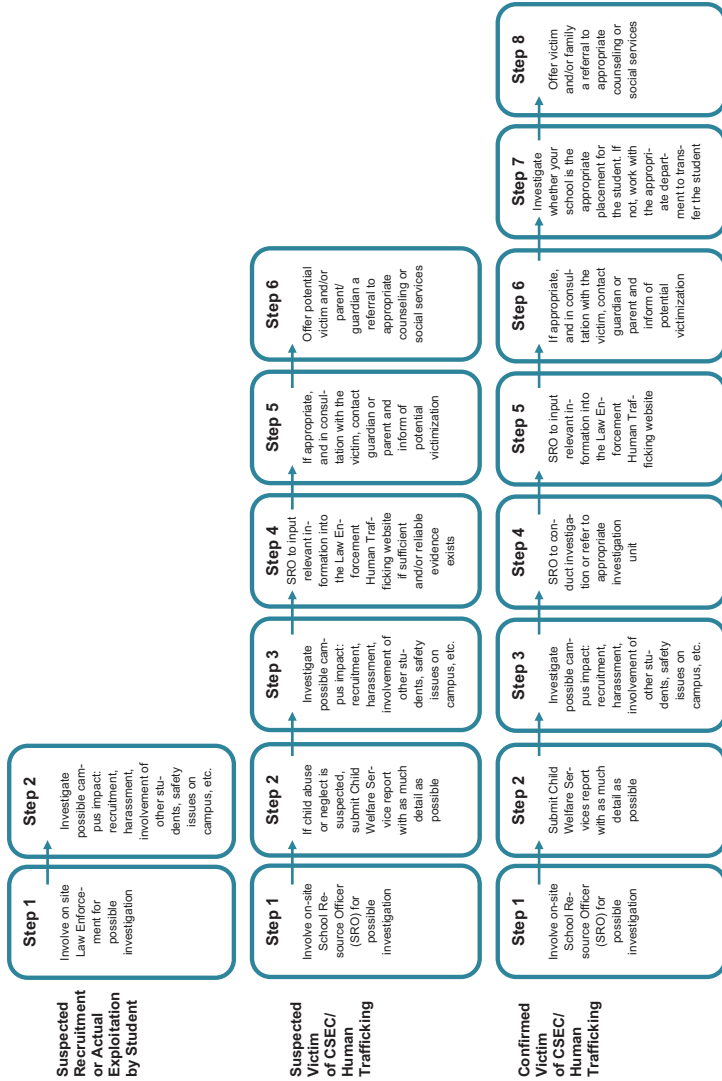 Suspected
Recruitment
or Actual
Exploitation
by Student
Step 1
Involve on site
Law Enforce-
ment for
possible
investigation
Step 2
Investigate
possible cam-
pus impact:
recruitment,
harassment,
involvement of
other stu-
dents, safety
issues on
campus, etc.
Suspected
Victim
of CSEC/
Human
Trafficking
Step 1
Involve on-site
School Re-
source Officer
(SRO) for
possible
investigation
Step 2
If child abuse
or neglect is
suspected,
submit Child
Welfare Ser-
vice report
with as much
detail as
possible
Step 3
Investigate
possible cam-
pus impact:
recruitment,
harassment,
involvement of
other stu-
dents, safety
issues on
campus, etc.
Step 4
SRO to input
relevant in-
formation into
the Law En-
forcement
Human Traf-
ficking website
if sufficient
and/or reliable
evidence
exists
Step 5
If appropriate,
and in consul-
tation with the
victim, contact
guardian or
parent and
inform of
potential
victimization
Step 6
Offer potential
victim and/or
parent/
guardian a
referral to
appropriate
counseling or
social services
Confirmed
Victim
of CSEC/
Human
Trafficking
Step 1
Involve on-site
School Re-
source Officer
(SRO) for
possible
investigation
Step 2
Submit Child
Welfare Ser-
vices report
with as much
detail as
possible
Step 3
Investigate
possible cam-
pus impact:
recruitment,
harassment,
involvement of
other stu-
dents, safety
issues on
campus, etc.
Step 4
SRO to con-
duct investiga-
tion or refer to
appropriate
investigation
unit
Step 5
SRO to input
relevant in-
formation into
the Law En-
forcement
Human Traf-
ficking website
Step 6
If appropriate,
and in consul-
tation with the
victim, contact
guardian or
parent and
inform of
potential
victimization
Step 7
Investigate
whether your
school is the
appropriate
placement for
the student. If
not, work with
the appropri-
ate depart-
ment to trans-
fer the student
Step 8
Offer victim
and/or family
a referral to
appropriate
counseling or
social services